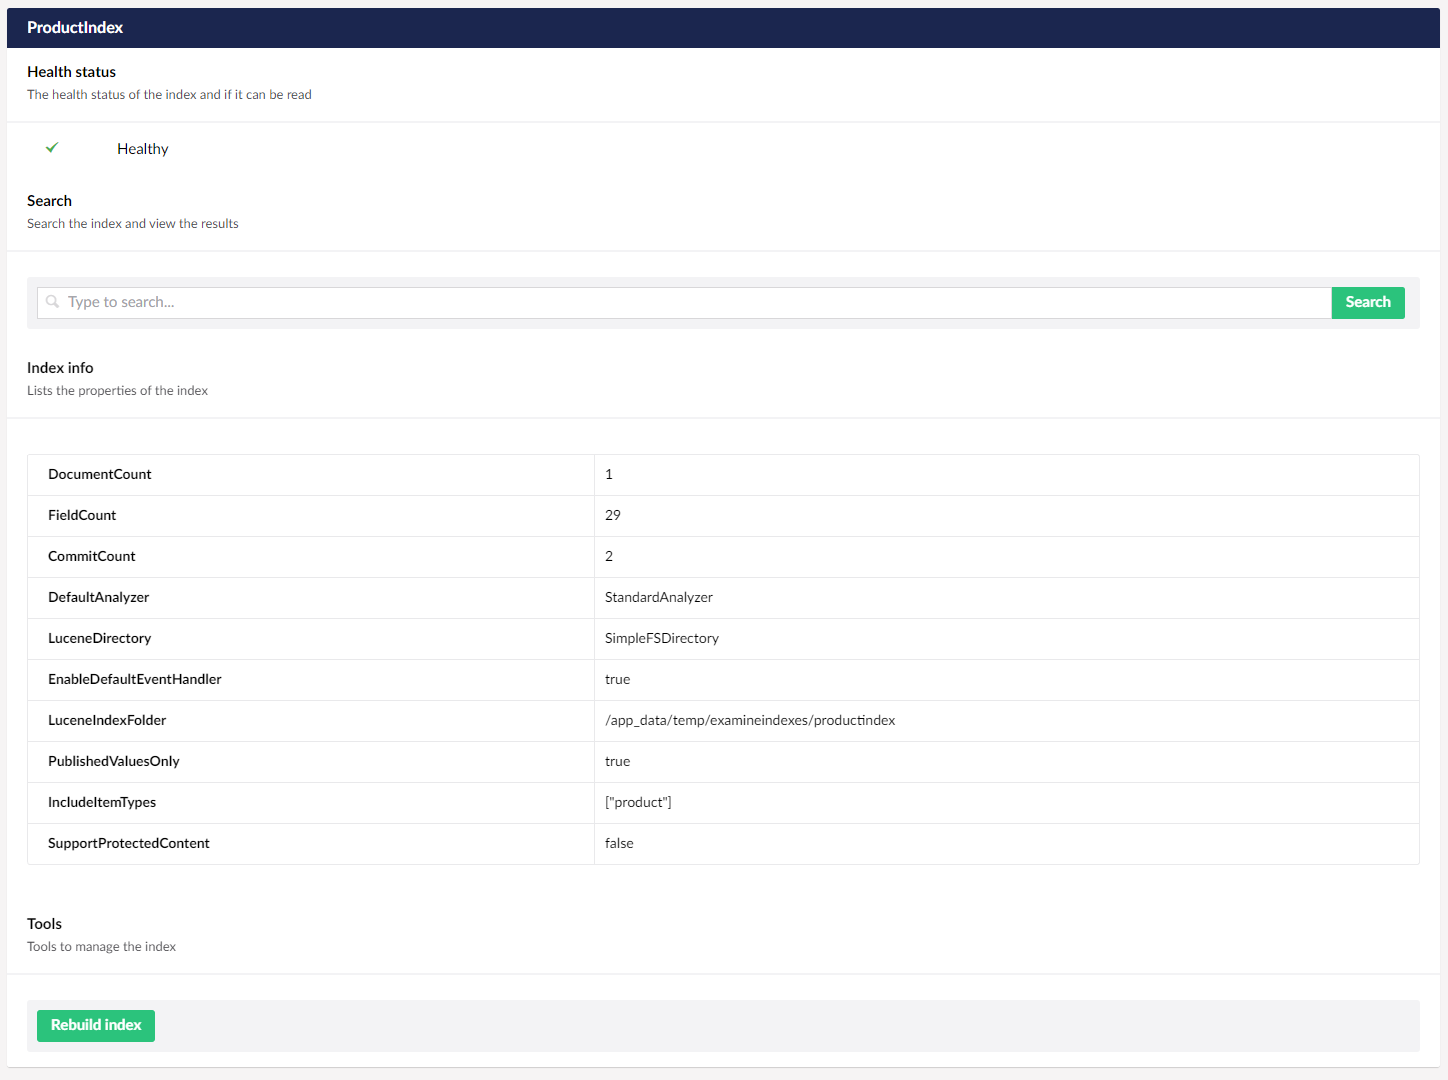 ProductIndex
Health status
The health status of the index and if it can be read
Healthy
Search
Search the index and view the results
Type to search...
Search
Index info
Lists the properties of the index
DocumentCount 1
FieldCount 29
CommitCount 2
DefaultAnalyzer StandardAnalyzer
LuceneDirectory SimpleFSDirectory
EnableDefaultEventHandler true
LuceneIndexFolder /app_data/temp/examineindexes/productindex
PublishedValuesOnly true
IncludeItemTypes ["product"]
SupportProtectedContent false
Tools
Tools to manage the index
Rebuild index